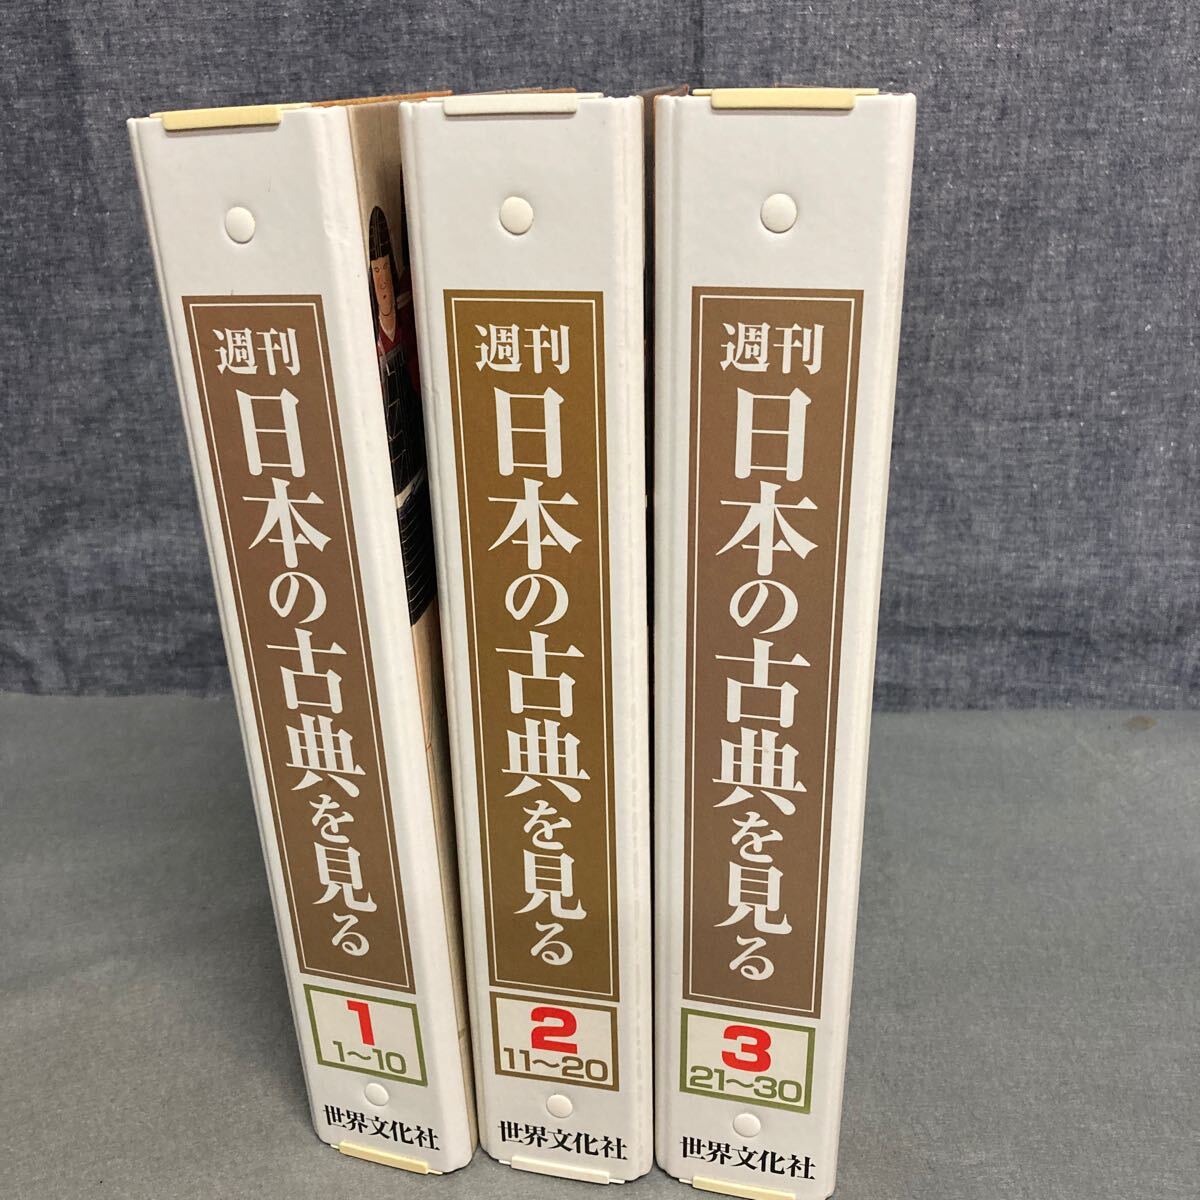 週刊
日本の古典を見る
1
1~10
世界文化社
週刊
日本の古典を見る
2
11~20
世界文化社
週刊
日本の古典を見る
3
21~30
世界文化社